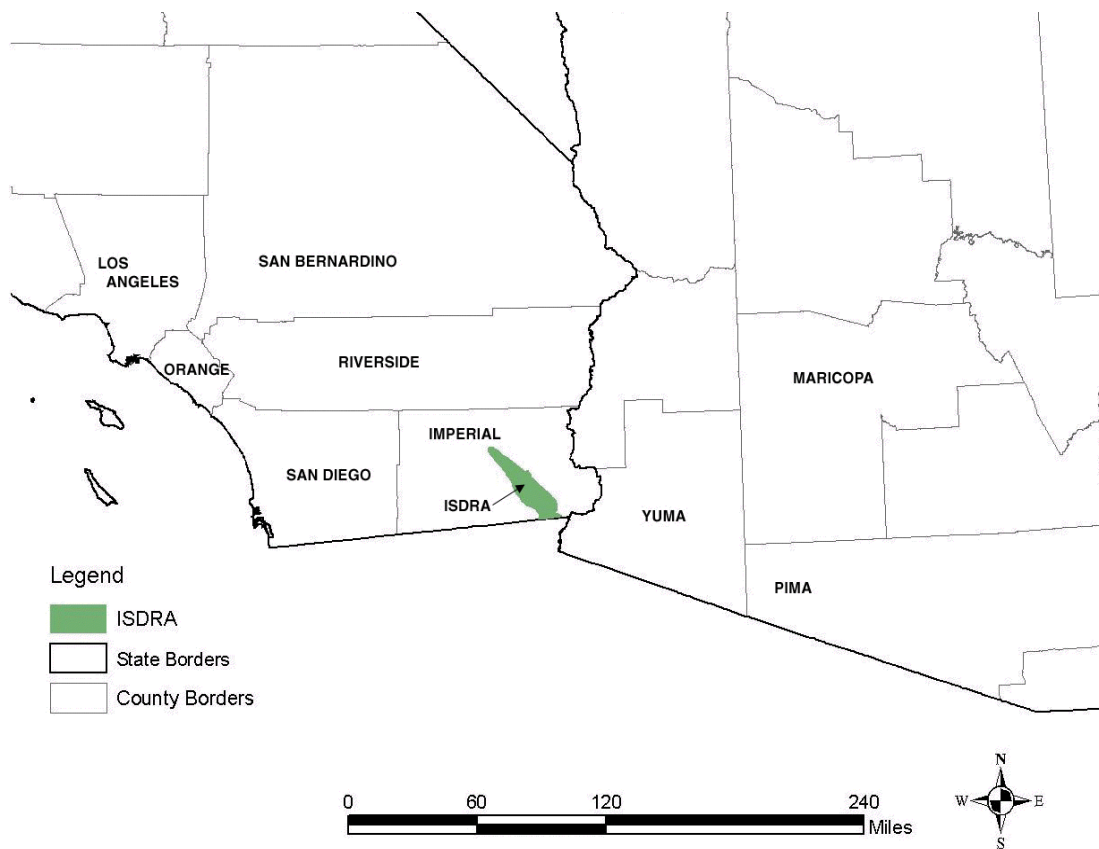 LOS
ANGELES
SAN BERNARDINO
ORANGE
RIVERSIDE
MARICOPA
IMPERIAL
SAN DIEGO
ISDRA
YUMA
PIMA
Legend
ISDRA
State Borders
County Borders
N
W E
S
0 60 120 240
Miles